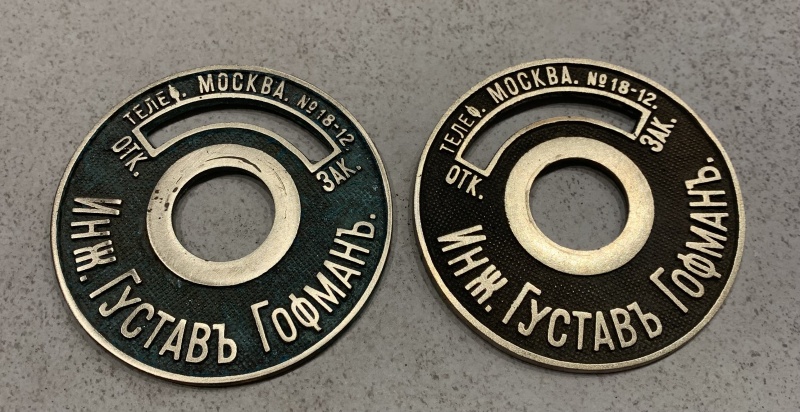 ТЕЛЕФ. МОСКВА. №18-12
ОТК. ЗАК.
ИНЖ. ГУСТАВЪ ГОФМАНЪ.
ТЕЛЕФ. МОСКВА. №18-12.
ОТК. ЗАК.
ИНЖ. ГУСТАВЪ ГОФМАНЪ.